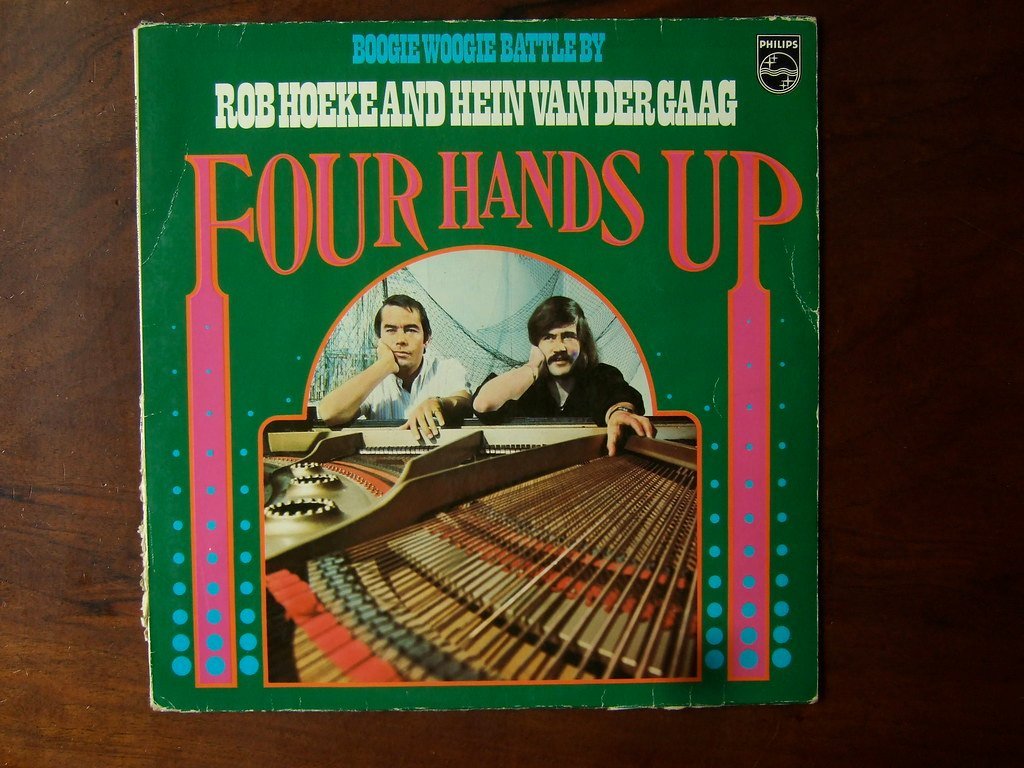 BOOGIE WOOGIE BATTLE BY
PHILIPS
ROB HOEKE AND HEIN VAN DER GAAG
FOUR HANDS UP